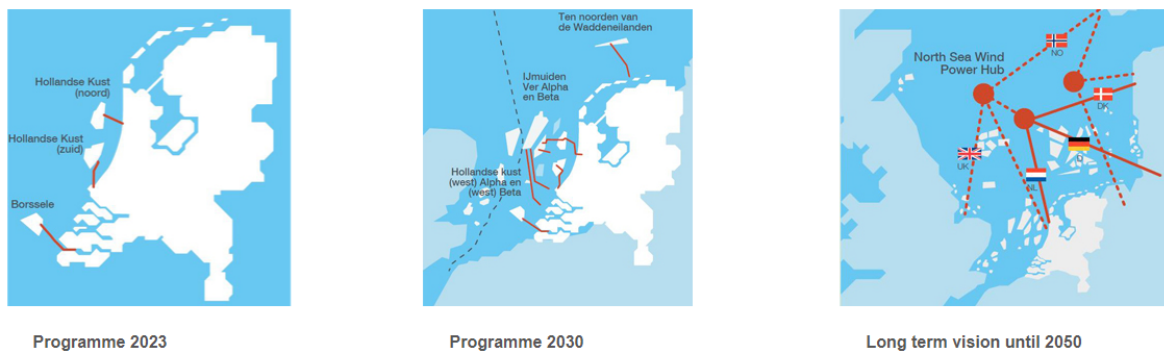 Hollandse Kust
(noord)
Hollandse Kust
(zuid)
Borssele
Programme 2023
Ten noorden van
de Waddeneilanden
IJmuiden
Ver Alpha
en Beta
Hollandse kust
(west) Alpha en
(west) Beta
Programme 2030
North Sea Wind
Power Hub
NO
DK
D
UK
NL
Long term vision until 2050